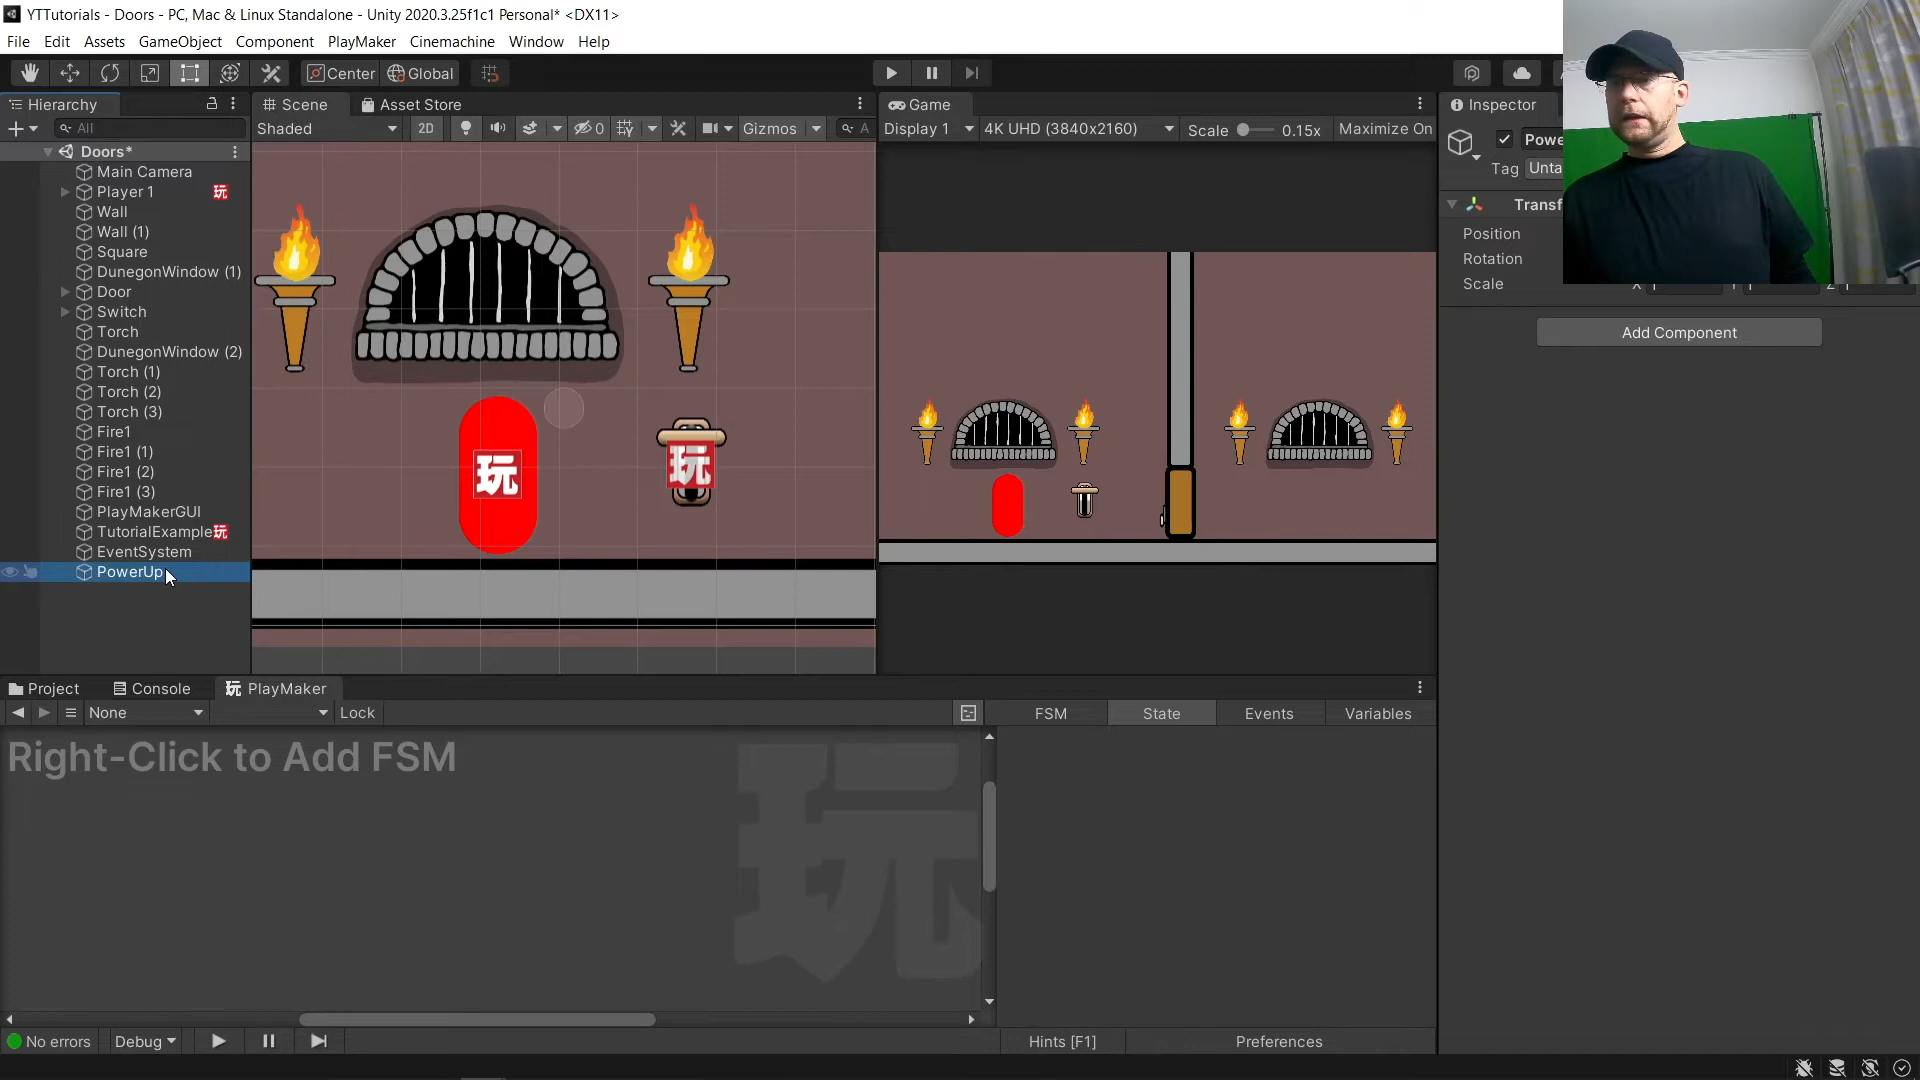 YTTutorials - Doors - PC, Mac & Linux Standalone - Unity 2020.3.25f1c1 Personal* <DX11>
File Edit Assets GameObject Component PlayMaker Cinemachine Window Help
Center Global
Hierarchy
All
Doors*
Main Camera
Player 1 玩
Wall
Wall (1)
Square
DunegonWindow (1)
Door
Switch
Torch
DunegonWindow (2)
Torch (1)
Torch (2)
Torch (3)
Fire1
Fire1 (1)
Fire1 (2)
Fire1 (3)
PlayMakerGUI
TutorialExample 玩
EventSystem
PowerUp
Scene Asset Store
Shaded 2D 0 Gizmos A
玩
玩
Game
Display 1 4K UHD (3840x2160) Scale 0.15x Maximize On
Inspector
Tag
Position
Rotation
Scale
Add Component
Project Console 玩 PlayMaker
None Lock
FSM State Events Variables
Right-Click to Add FSM
玩
No errors Debug
Hints [F1] Preferences